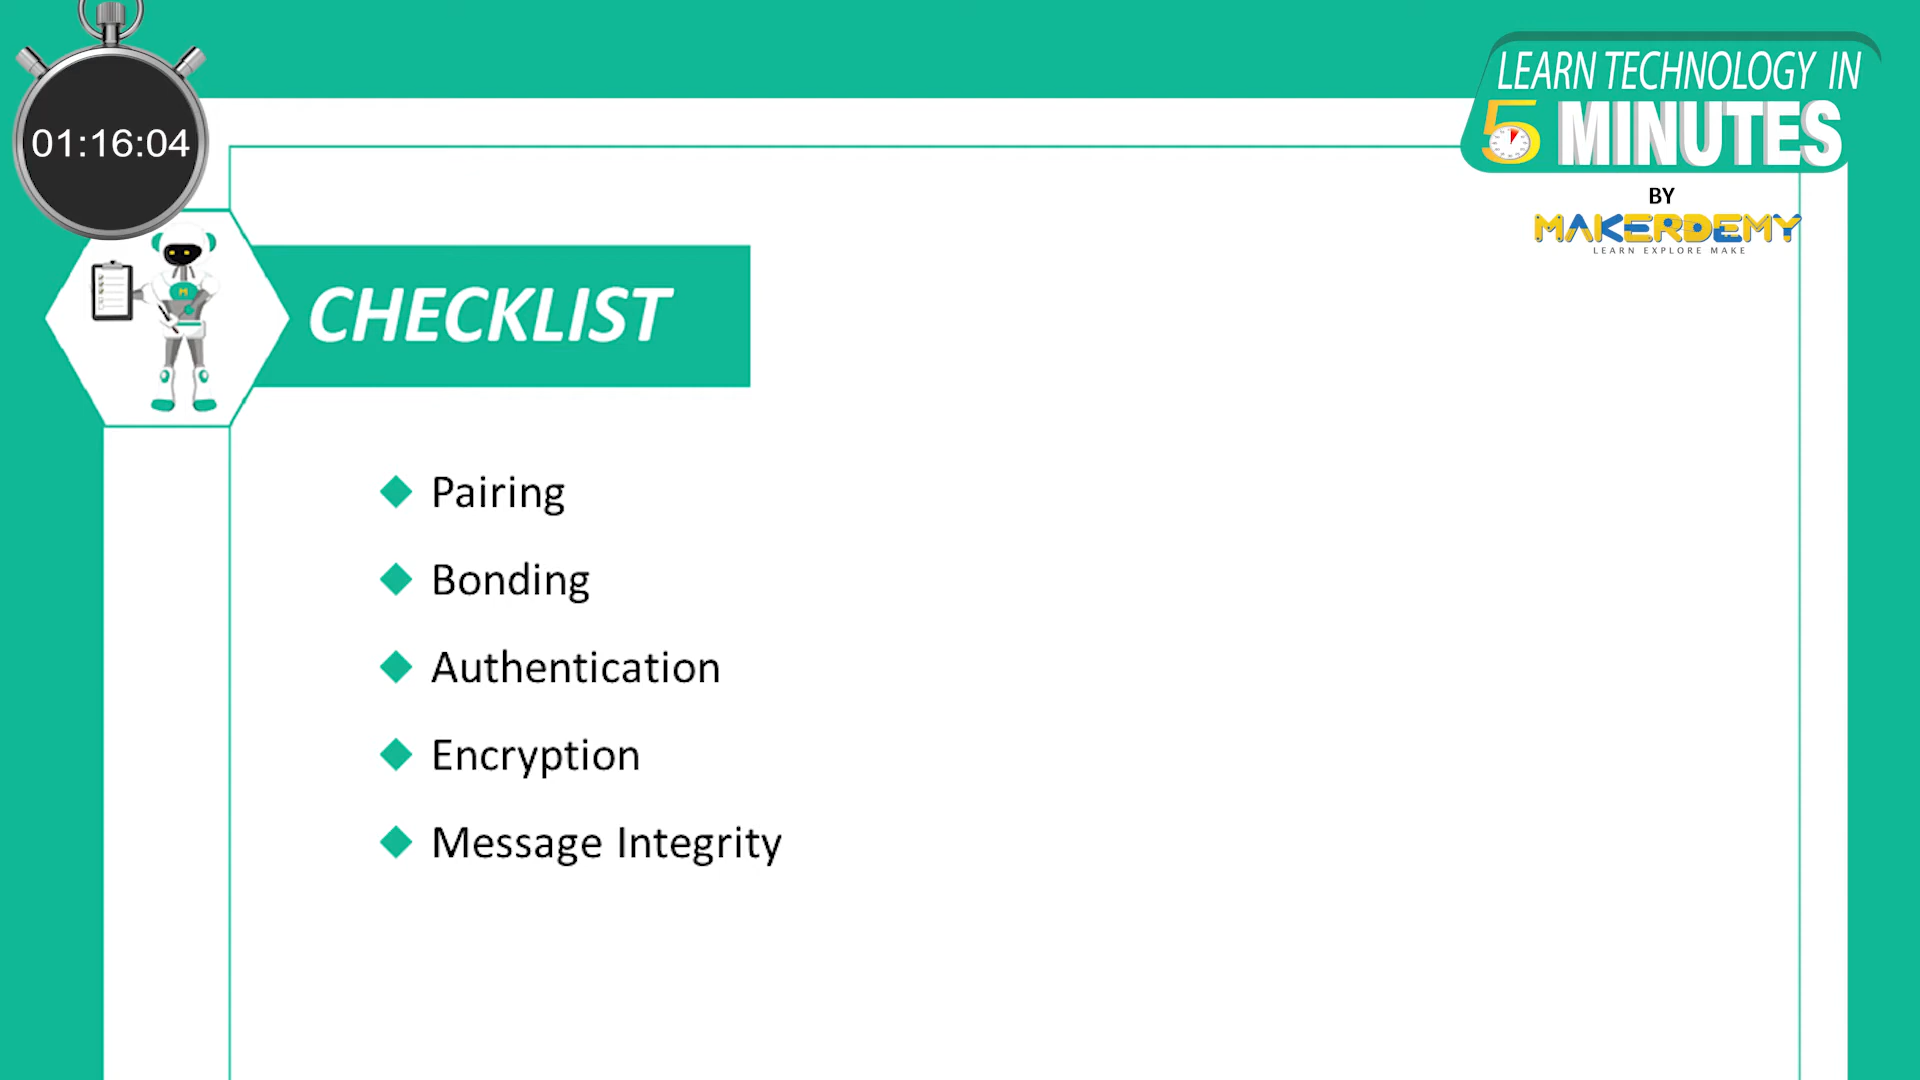 01:16:04
LEARN TECHNOLOGY IN
5 MINUTES
BY
MAKERDEMY
LEARN EXPLORE MAKE
CHECKLIST
Pairing
Bonding
Authentication
Encryption
Message Integrity